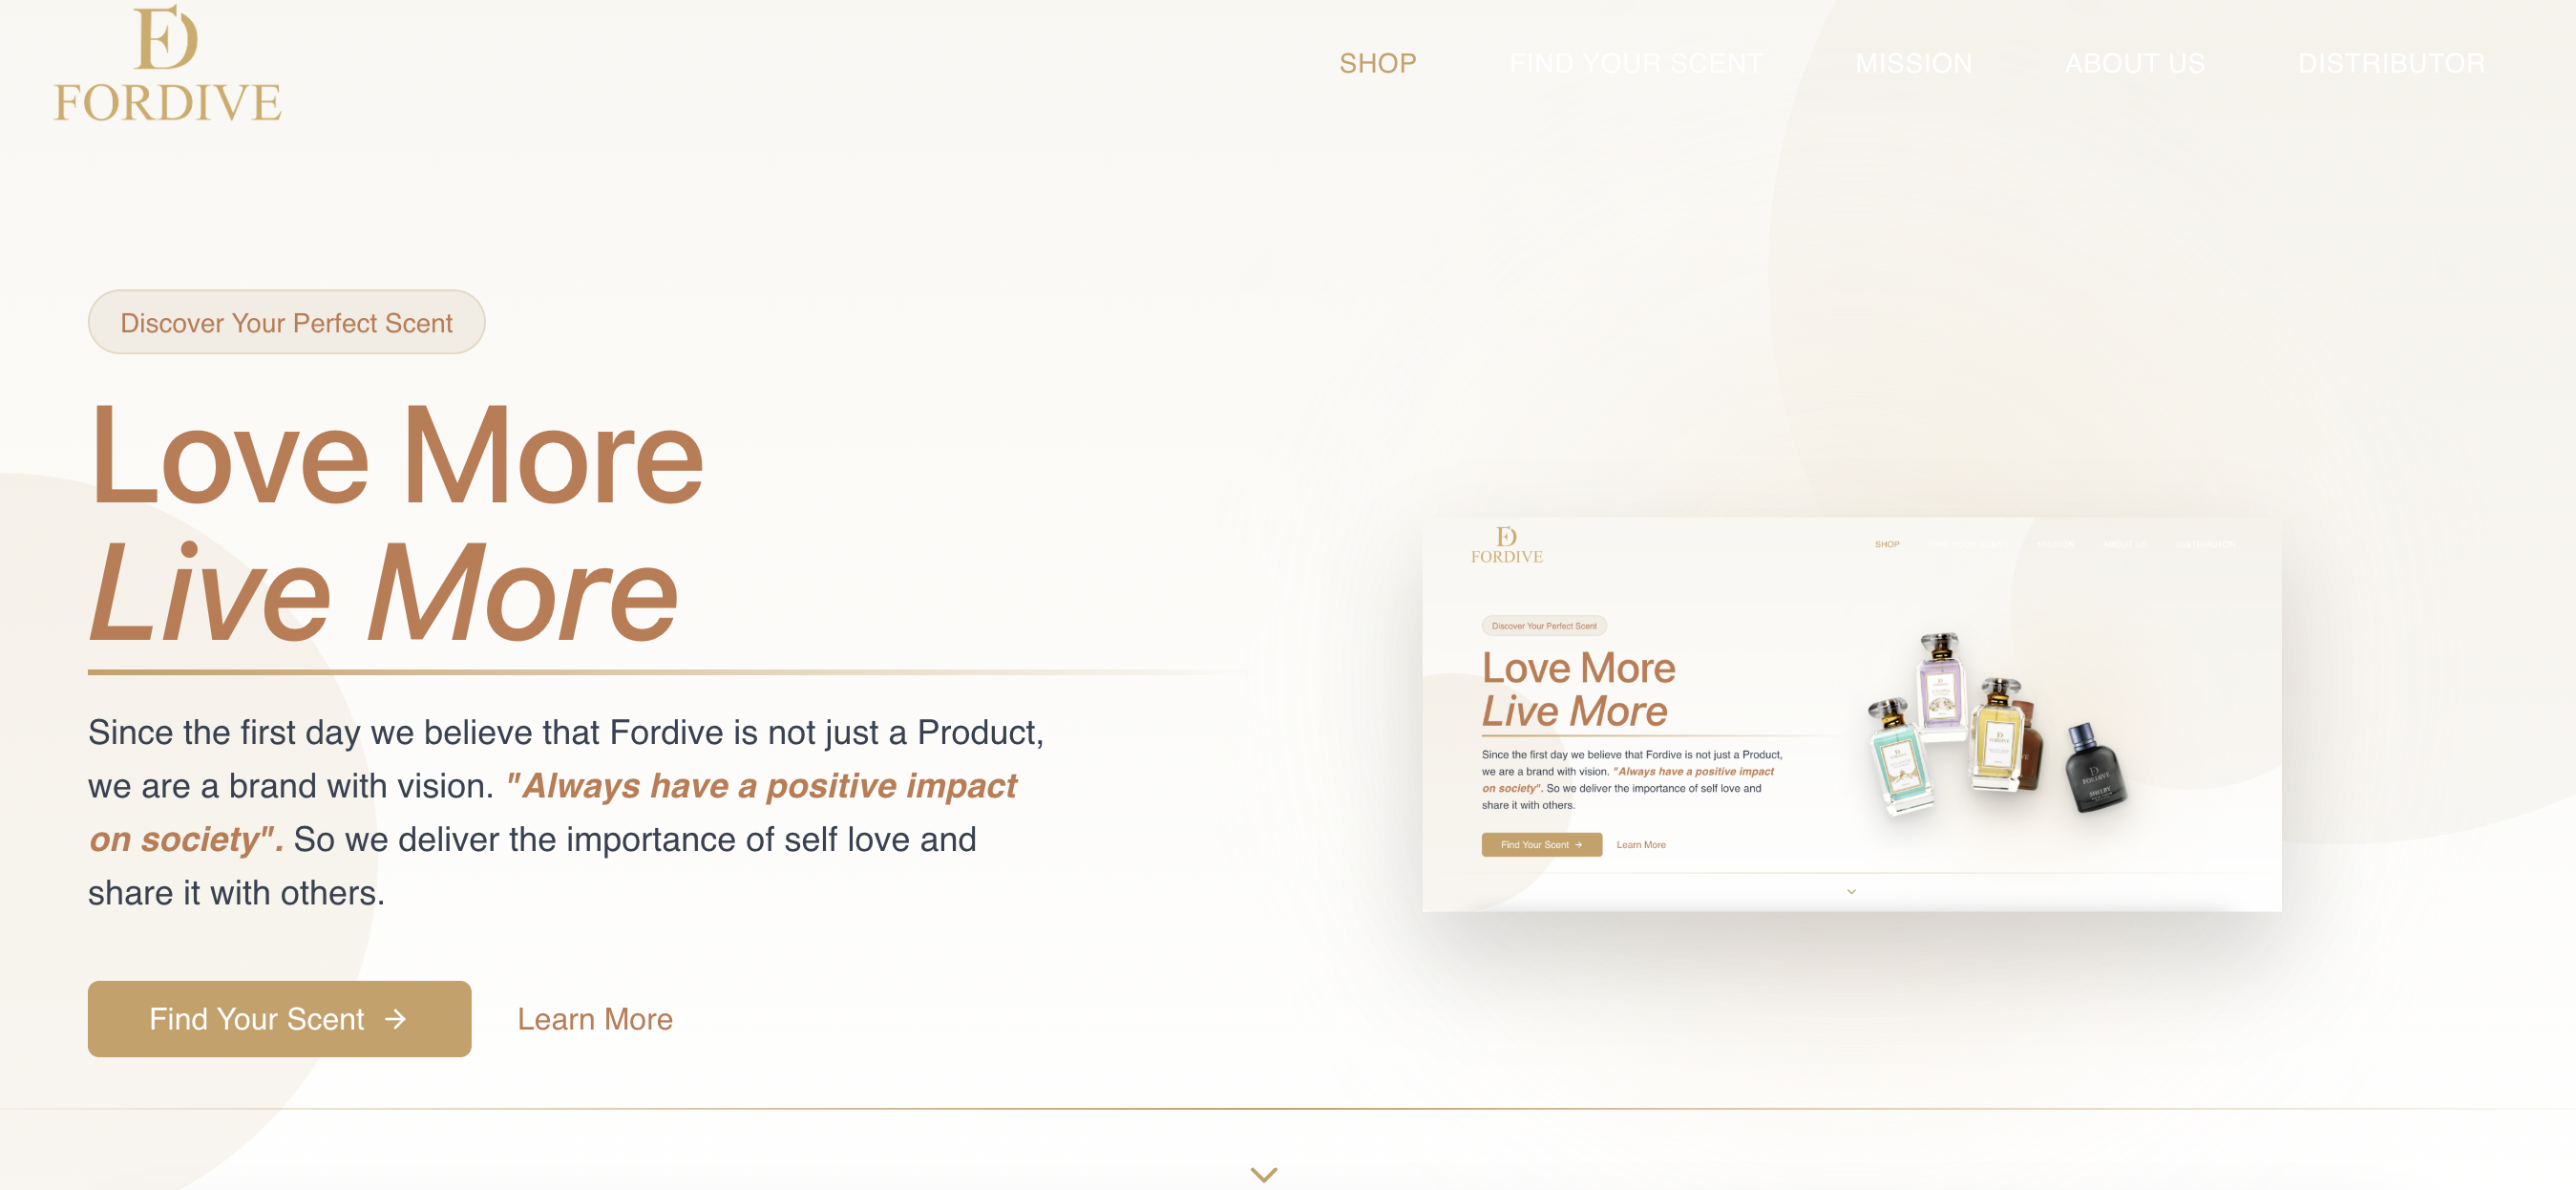 FD
FORDIVE
SHOP FIND YOUR SCENT MISSION ABOUT US DISTRIBUTOR
Discover Your Perfect Scent
Love More
Live More
Since the first day we believe that Fordive is not just a Product,
we are a brand with vision. "Always have a positive impact
on society". So we deliver the importance of self love and
share it with others.
Find Your Scent →
Learn More
FD
FORDIVE
SHOP FIND YOUR SCENT MISSION ABOUT US DISTRIBUTOR
Discover Your Perfect Scent
Love More
Live More
Since the first day we believe that Fordive is not just a Product,
we are a brand with vision. "Always have a positive impact
on society". So we deliver the importance of self love and
share it with others.
Find Your Scent →
Learn More
FORDIVE
FORDIVE
SHELBY